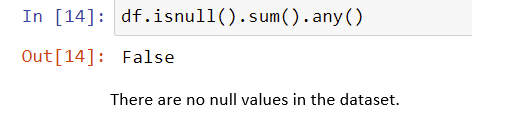 In [14]: df.isnull().sum().any()
Out[14]: False
There are no null values in the dataset.